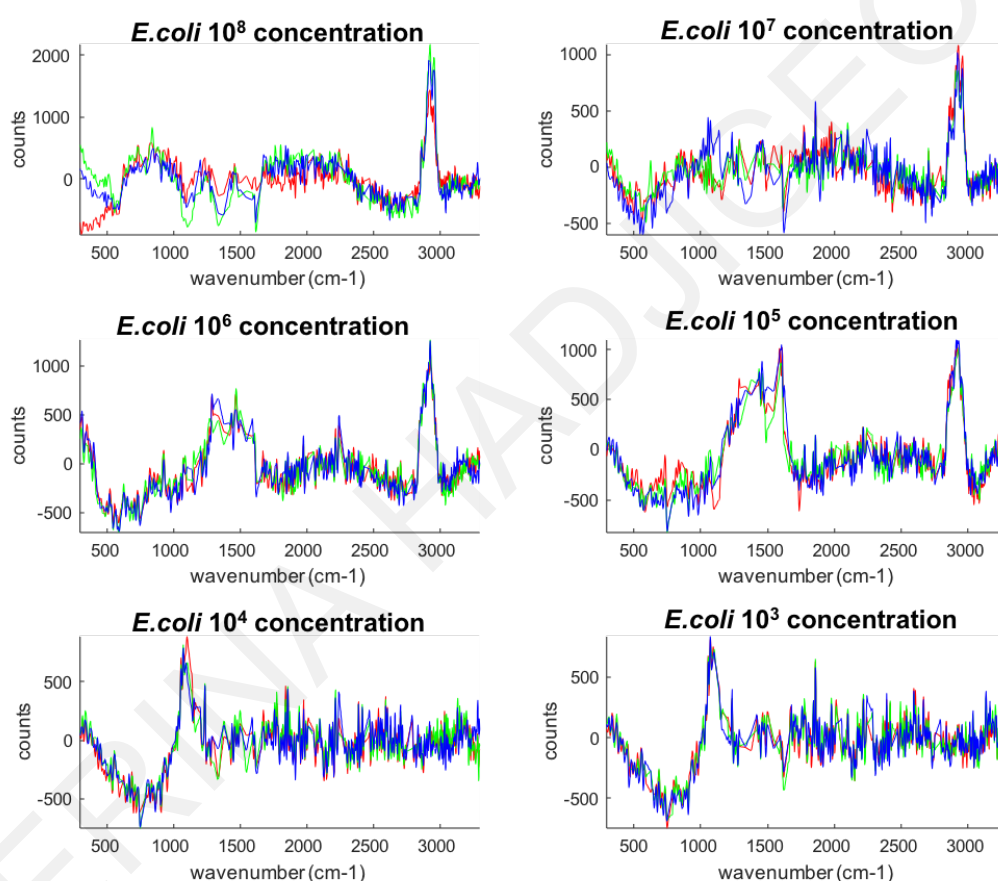 E.coli 10⁸ concentration
2000
1000
0
counts
500 1000 1500 2000 2500 3000
wavenumber (cm-1)
E.coli 10⁷ concentration
1000
500
0
-500
counts
500 1000 1500 2000 2500 3000
wavenumber (cm-1)
E.coli 10⁶ concentration
1000
500
0
-500
counts
500 1000 1500 2000 2500 3000
wavenumber (cm-1)
E.coli 10⁵ concentration
1000
500
0
-500
counts
500 1000 1500 2000 2500 3000
wavenumber (cm-1)
E.coli 10⁴ concentration
500
0
-500
counts
500 1000 1500 2000 2500 3000
wavenumber (cm-1)
E.coli 10³ concentration
500
0
-500
counts
500 1000 1500 2000 2500 3000
wavenumber (cm-1)